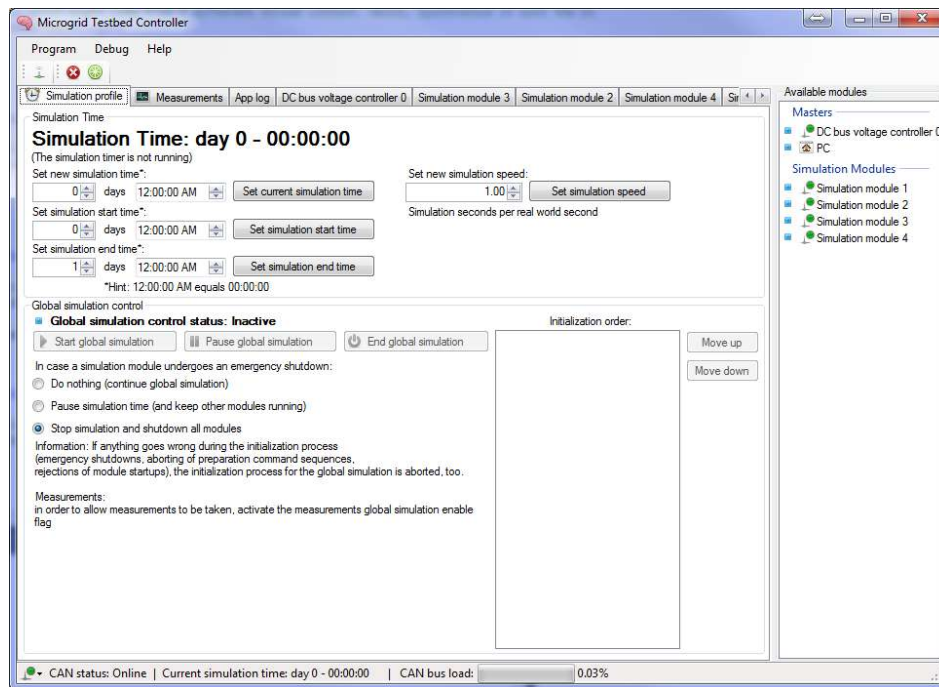 Microgrid Testbed Controller
Program Debug Help
Simulation profile Measurements App log DC bus voltage controller 0 Simulation module 3 Simulation module 2 Simulation module 4 Sir
Available modules
Masters
DC bus voltage controller 0
PC
Simulation Modules
Simulation module 1
Simulation module 2
Simulation module 3
Simulation module 4
Simulation Time
Simulation Time: day 0 - 00:00:00
(The simulation timer is not running)
Set new simulation time*: Set new simulation speed:
0 days 12:00:00 AM Set current simulation time 1.00 Set simulation speed
Set simulation start time*: Simulation seconds per real world second
0 days 12:00:00 AM Set simulation start time
Set simulation end time*:
1 days 12:00:00 AM Set simulation end time
*Hint: 12:00:00 AM equals 00:00:00
Global simulation control
Global simulation control status: Inactive Initialization order:
Start global simulation Pause global simulation End global simulation Move up
In case a simulation module undergoes an emergency shutdown: Move down
Do nothing (continue global simulation)
Pause simulation time (and keep other modules running)
Stop simulation and shutdown all modules
Information: If anything goes wrong during the initialization process
(emergency shutdowns, aborting of preparation command sequences,
rejections of module startups), the initialization process for the global simulation is aborted, too.
Measurements:
in order to allow measurements to be taken, activate the measurements global simulation enable
flag
CAN status: Online | Current simulation time: day 0 - 00:00:00 | CAN bus load: 0.03%